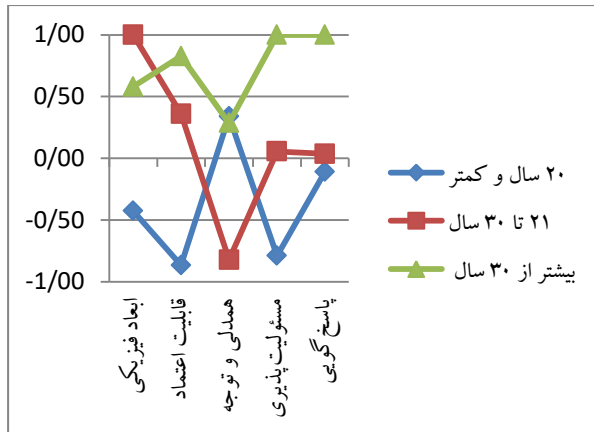 1/00
0/50
0/00
-0/50
-1/00
ابعاد فیزیکی
قابلیت اعتماد
همدلی و توجه
مسئولیت پذیری
پاسخ گویی
۲۰ سال و کمتر
۲۱ تا ۳۰ سال
بیشتر از ۳۰ سال